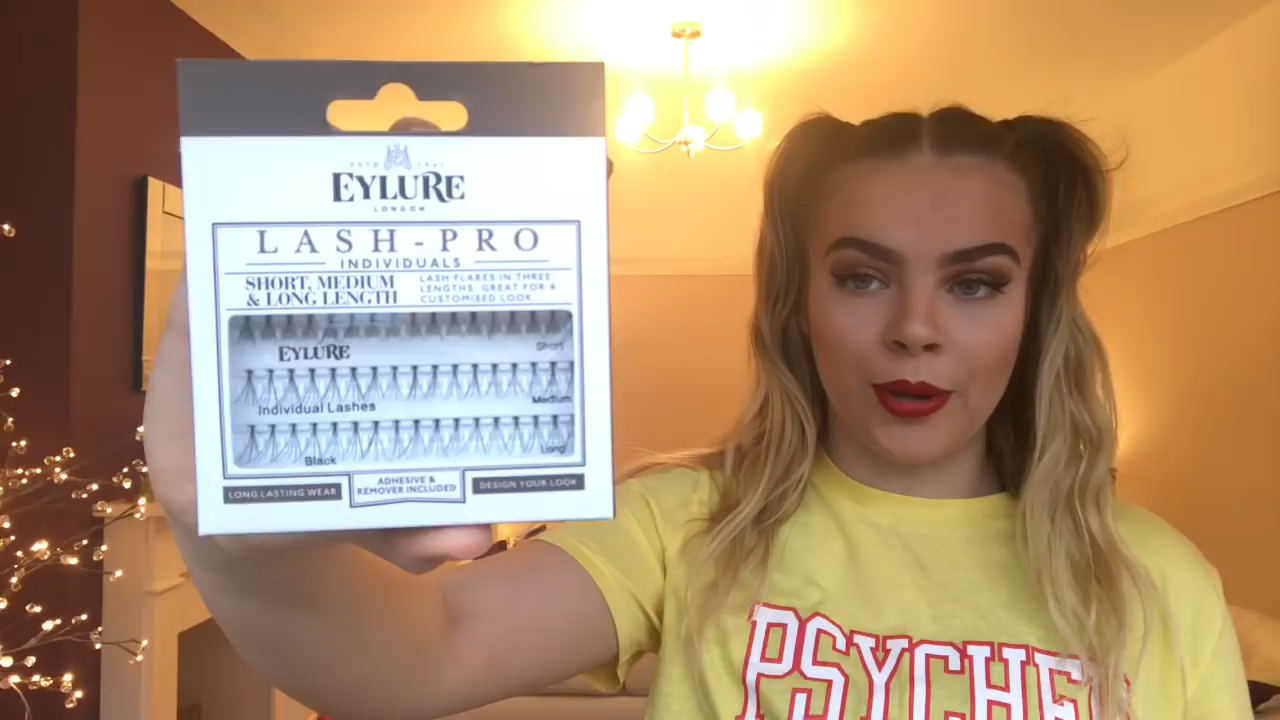 ESTD 1947
EYLURE
LONDON
LASH-PRO
INDIVIDUALS
SHORT, MEDIUM
& LONG LENGTH
LASH FLARES IN THREE
LENGTHS. GREAT FOR A
CUSTOMISED LOOK
EYLURE
Short
Medium
Individual Lashes
Long
Black
LONG LASTING WEAR
ADHESIVE &
REMOVER INCLUDED
DESIGN YOUR LOOK
PSYCHE